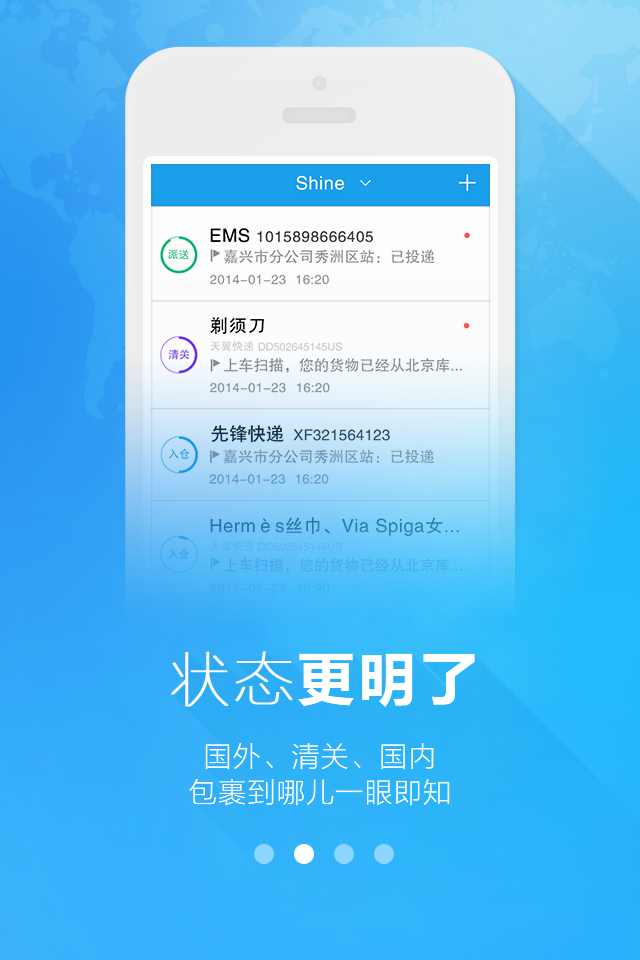 Shine
EMS 1015898666405
派送
嘉兴市分公司秀洲区站：已投递
2014-01-23 16:20
剃须刀
天翼快递 DD502645145US
清关
上车扫描，您的货物已经从北京库...
2014-01-23 16:20
先锋快递 XF321564123
入仓
嘉兴市分公司秀洲区站：已投递
2014-01-23 16:20
Hermès丝巾、Via Spiga女...
天翼快递 DD502645145US
入仓
上车扫描，您的货物已经从北京库...
2014-01-23 16:20
状态更明了
国外、清关、国内
包裹到哪儿一眼即知